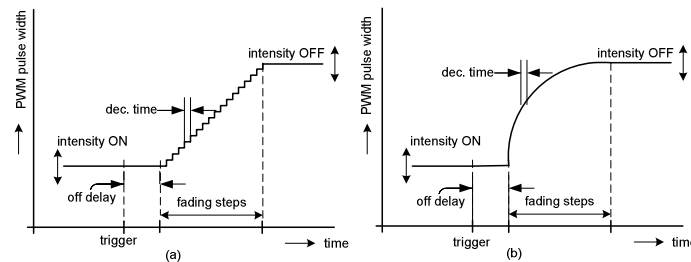 PWM pulse width
intensity OFF
dec. time
intensity ON
off delay
fading steps
trigger
time
(a)
PWM pulse width
intensity OFF
dec. time
intensity ON
off delay
fading steps
trigger
tim
(b)